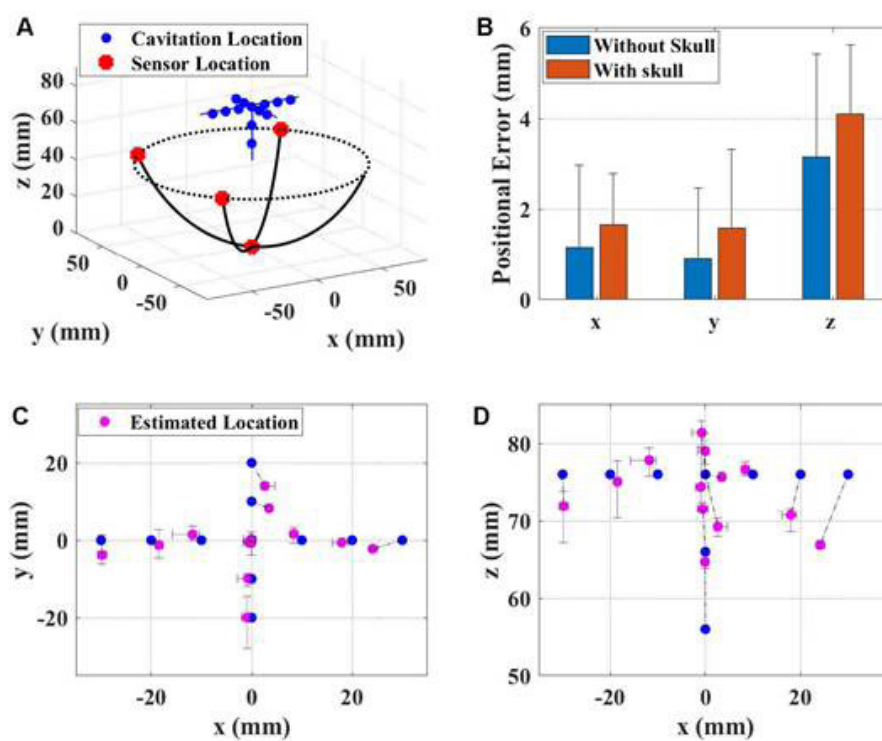 A
Cavitation Location
Sensor Location
80
60
40
20
0
z (mm)
50
0
-50
y (mm)
-50
0
50
x (mm)
B
Without Skull
With skull
6
4
2
0
Positional Error (mm)
x y z
C
Estimated Location
20
0
-20
y (mm)
-20 0 20
x (mm)
D
80
70
60
50
z (mm)
-20 0 20
x (mm)